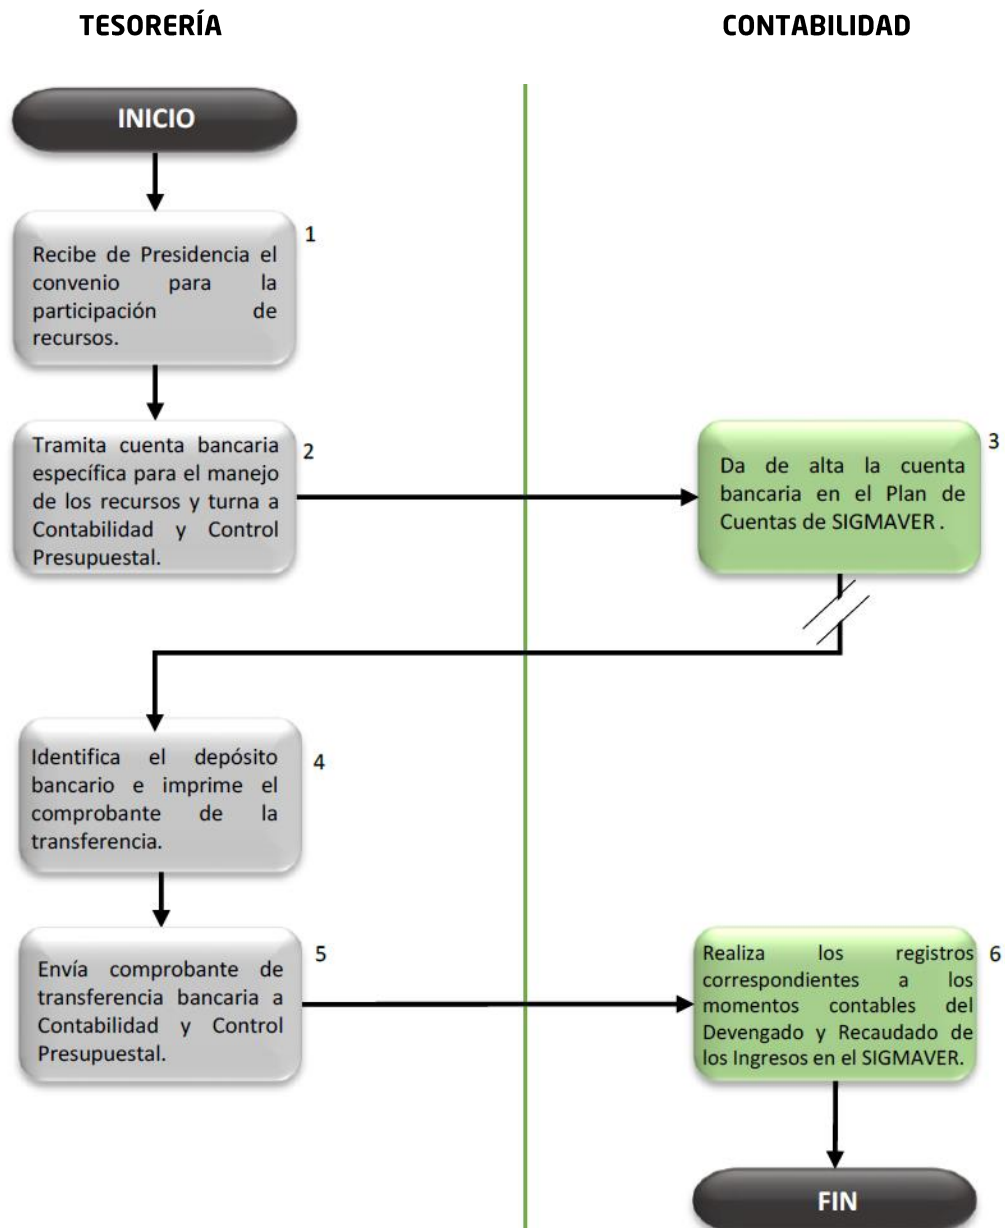 TESORERÍA
CONTABILIDAD
INICIO
1
Recibe de Presidencia el
convenio para la
participación de
recursos.
2
Tramita cuenta bancaria
específica para el manejo
de los recursos y turna a
Contabilidad y Control
Presupuestal.
3
Da de alta la cuenta
bancaria en el Plan de
Cuentas de SIGMAVER .
4
Identifica el depósito
bancario e imprime el
comprobante de la
transferencia.
5
Envía comprobante de
transferencia bancaria a
Contabilidad y Control
Presupuestal.
6
Realiza los registros
correspondientes a los
momentos contables del
Devengado y Recaudado de
los Ingresos en el SIGMAVER.
FIN